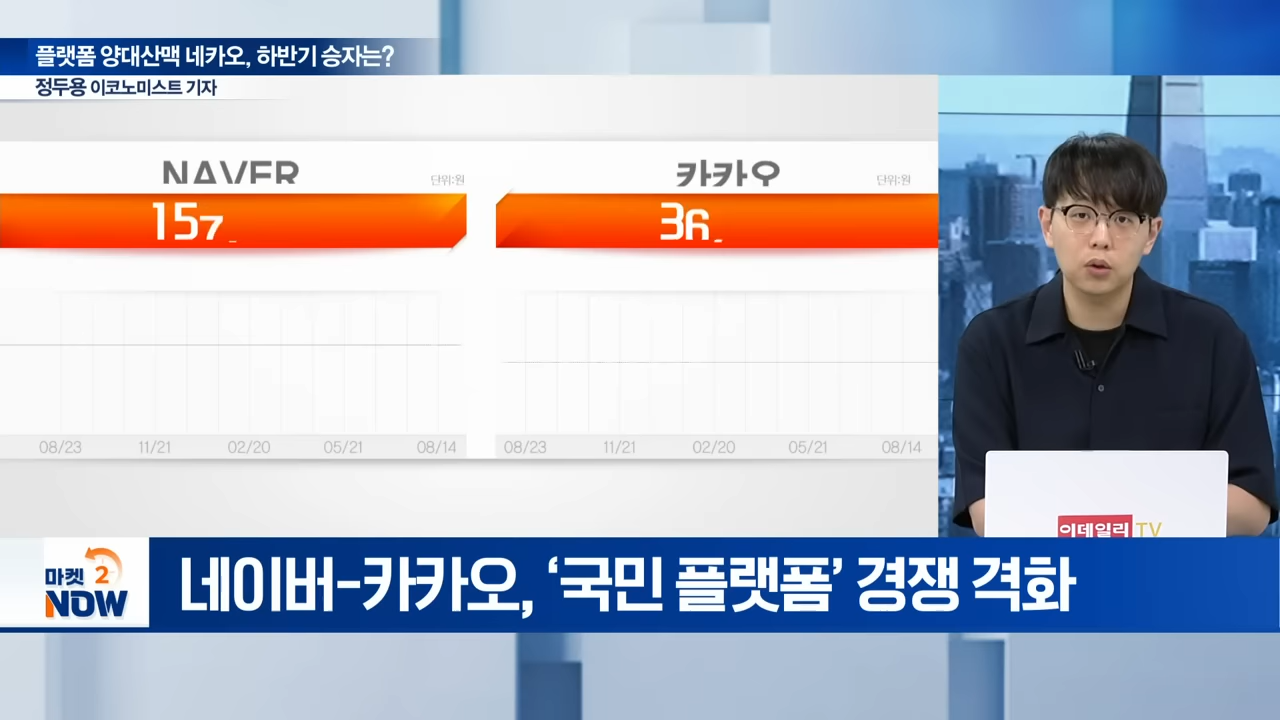 플랫폼 양대산맥 네카오, 하반기 승자는?
정두용 이코노미스트 기자
NAVER
단위:원
카카오
단위:원
08/23 11/21 02/20 05/21 08/14
08/23 11/21 02/20 05/21 08/14
이데일리TV
마켓 2
NOW
네이버-카카오, ‘국민 플랫폼’ 경쟁 격화